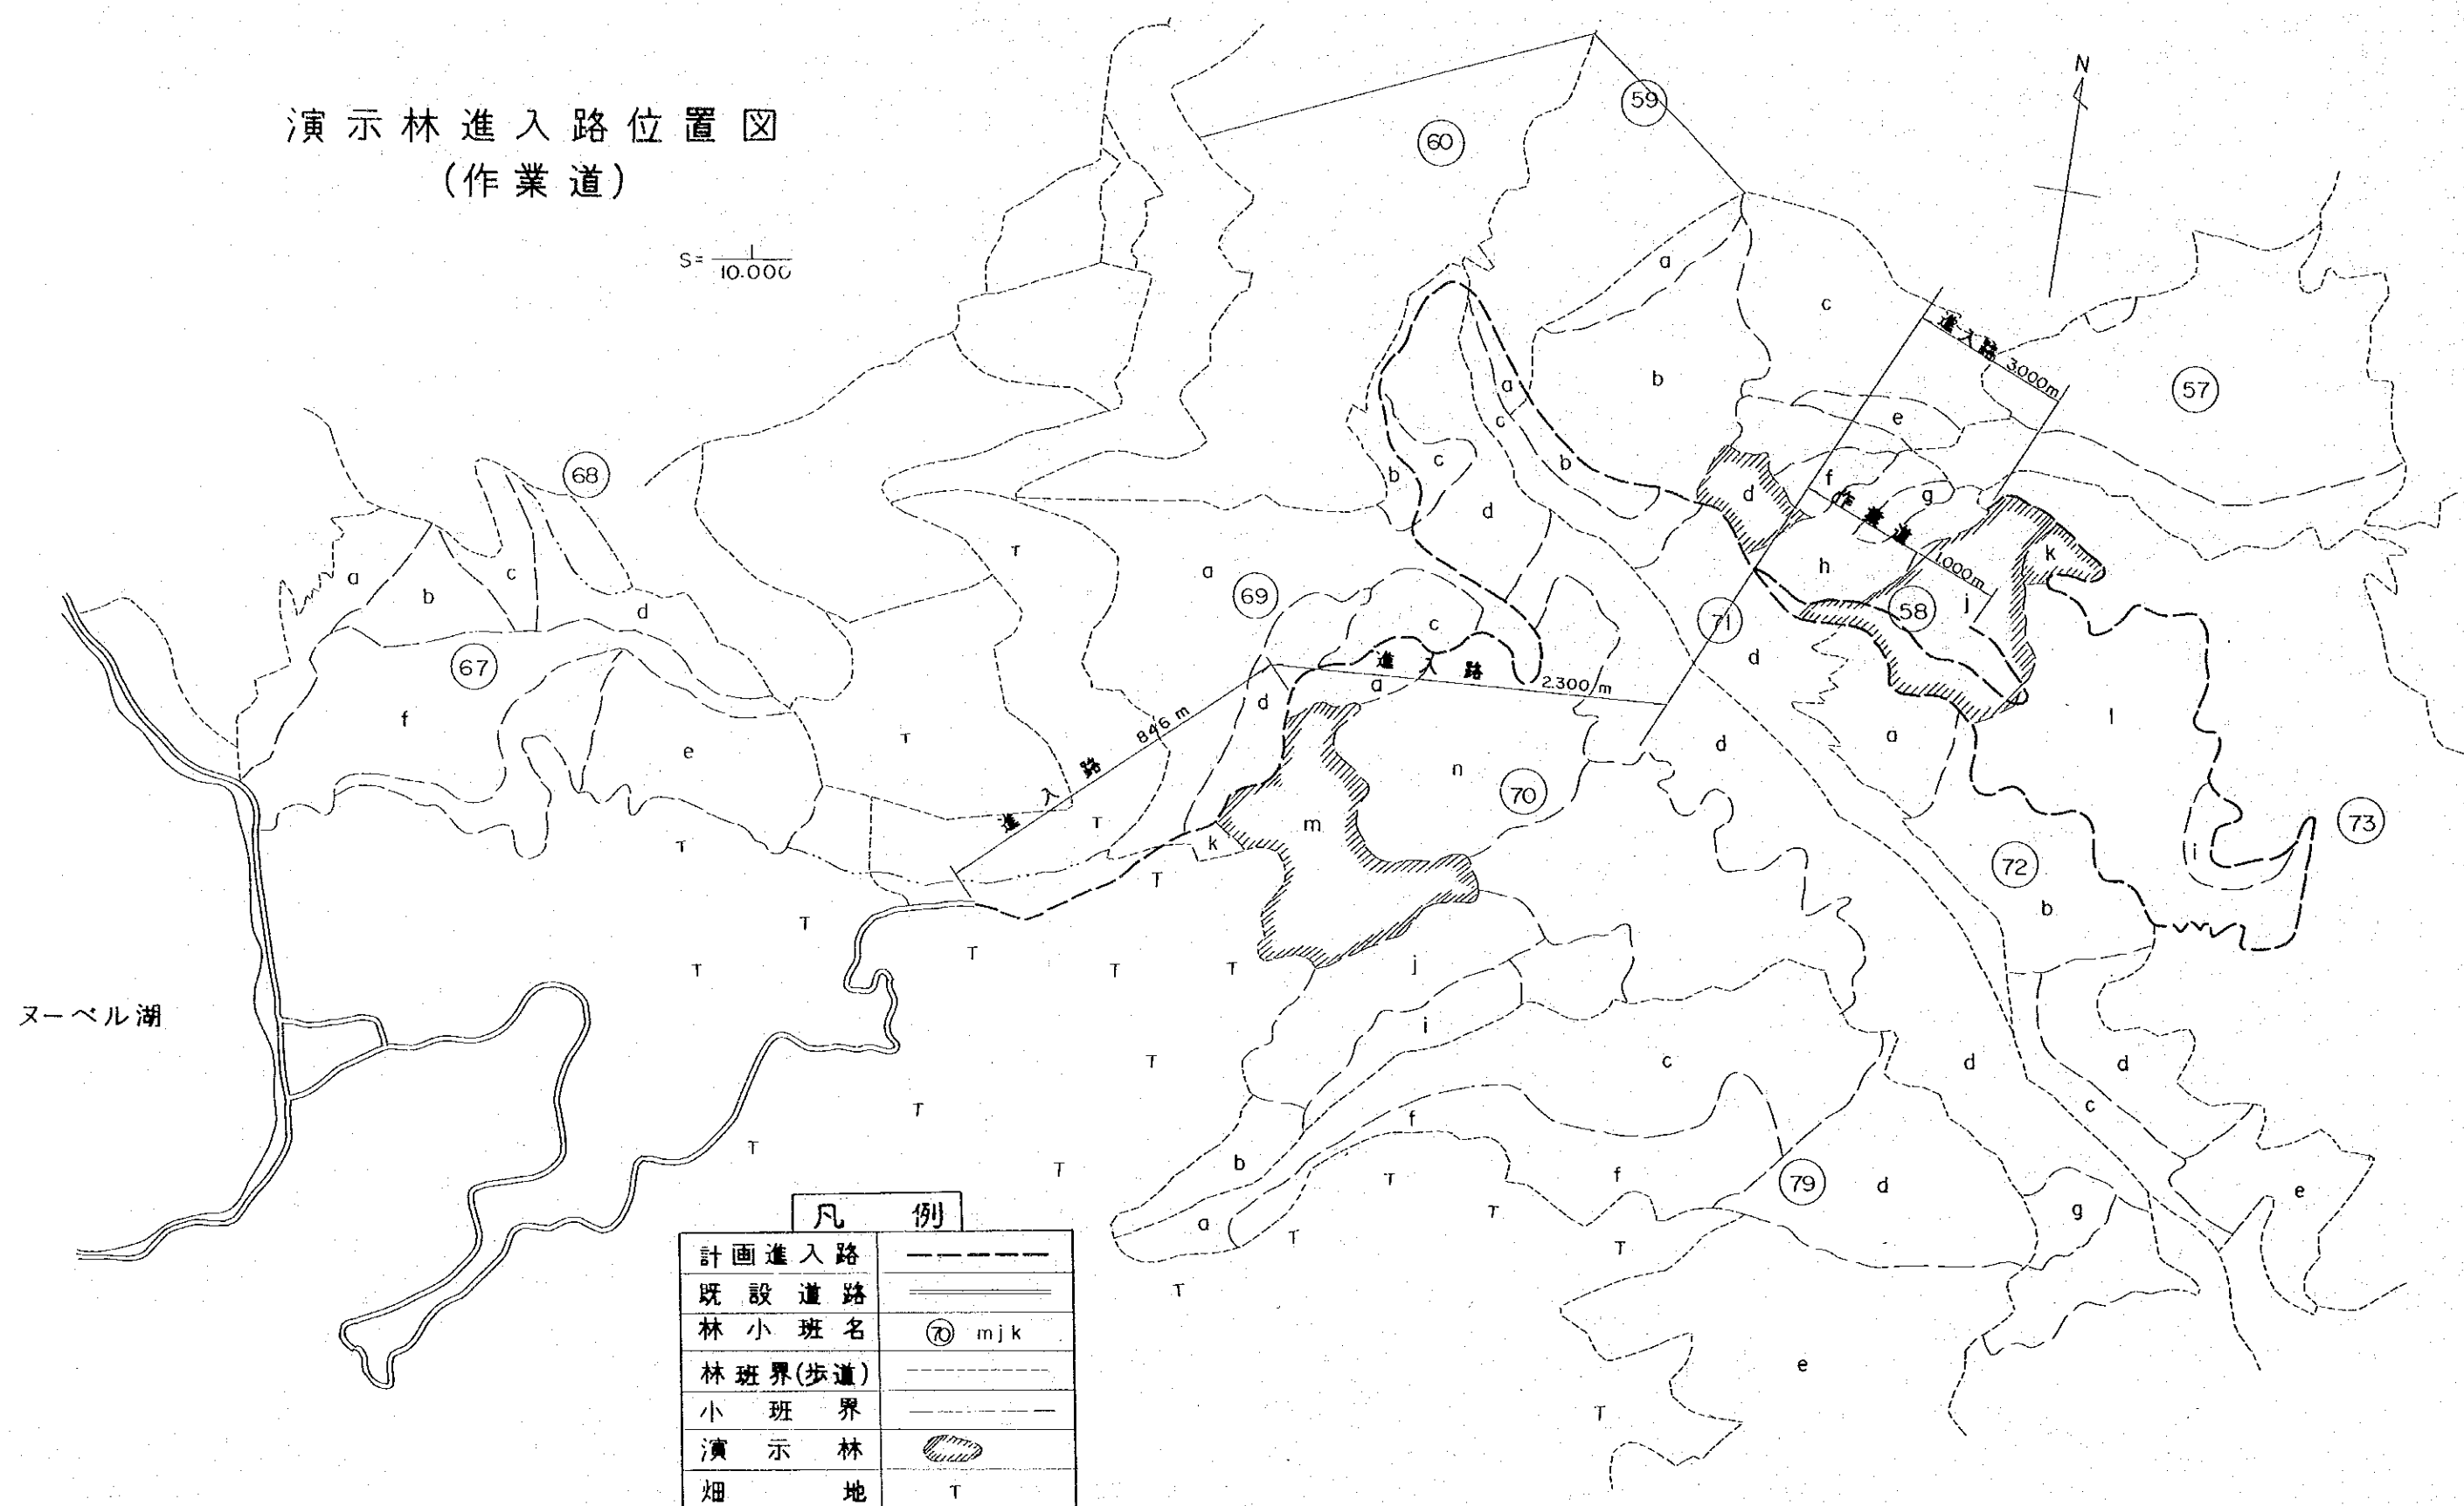 演示林進入路位置図
(作業道)
S= 1/10.000
N
59
60
a
c
進入路 3.000m
57
b
e
a
c
b
c
b
d
d
f
g
作業道 1.000m
k
h
j
58
68
a
b
c
d
67
f
e
T
a
69
c
進入路 2.300m
a
d
71
d
d
l
a
進入路 846m
T
T
T
k
m
n
70
i
73
72
b
T
T
T
T
T
T
T
j
ヌーベル湖
i
T
c
d
d
c
T
f
T
T
b
T
f
79
d
e
a
T
T
g
T
T
e
T
凡例
計画進入路
既設道路
林小班名 70 mjk
林班界(歩道)
小班界
演示林
畑地 T